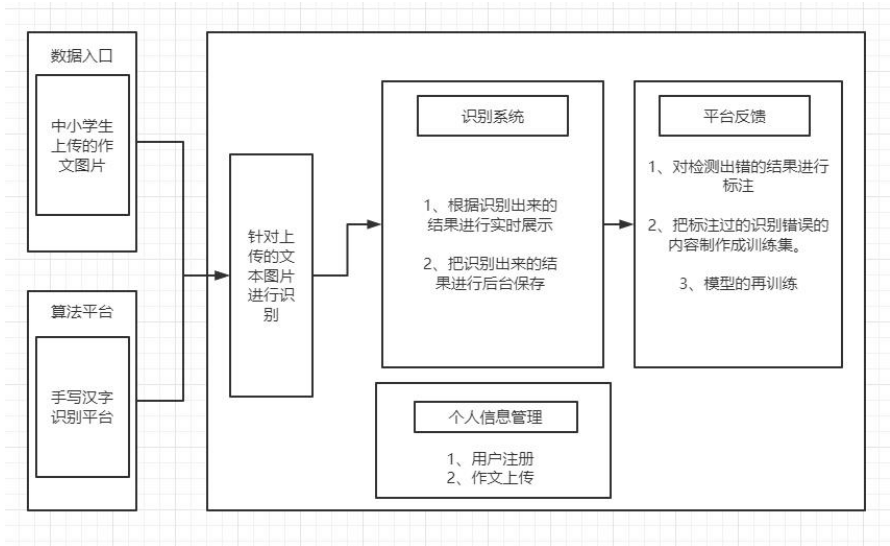 数据入口
中小学生
上传的作
文图片
算法平台
手写汉字
识别平台
针对上
传的文
本图片
进行识
别
识别系统
1、根据识别出来的
结果进行实时展示
2、把识别出来的结
果进行后台保存
平台反馈
1、对检测出错的结果进行
标注
2、把标注过的识别错误的
内容制作成训练集。
3、模型的再训练
个人信息管理
1、用户注册
2、作文上传